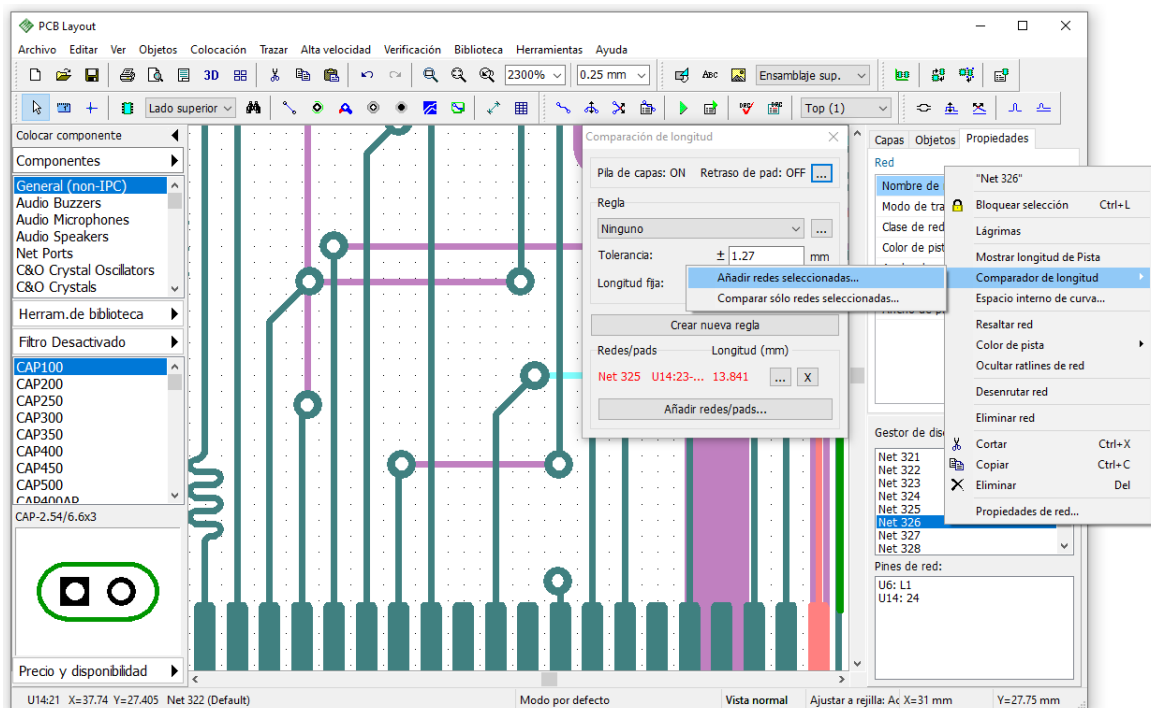 PCB Layout
Archivo Editar Ver Objetos Colocación Trazar Alta velocidad Verificación Biblioteca Herramientas Ayuda
3D 2300% 0.25 mm Abc Ensamblaje sup.
Lado superior Top (1)
Colocar componente
Componentes
General (non-IPC)
Audio Buzzers
Audio Microphones
Audio Speakers
Net Ports
C&O Crystal Oscilators
C&O Crystals
Herram.de biblioteca
Filtro Desactivado
CAP100
CAP200
CAP250
CAP300
CAP350
CAP400
CAP450
CAP500
CAP400AP
CAP-2.54/6.6x3
Precio y disponibilidad
Comparación de longitud
Pila de capas: ON Retraso de pad: OFF ...
Regla
Ninguno ...
Tolerancia: ± 1.27 mm
Longitud fija:
Crear nueva regla
Redes/pads Longitud (mm)
Net 325 U14:23-... 13.841 ... X
Añadir redes/pads...
Añadir redes seleccionadas...
Comparar sólo redes seleccionadas...
Capas Objetos Propiedades
Red
Nombre de
Modo de tra
Clase de red
Color de pist
"Net 326"
Bloquear selección Ctrl+L
Lágrimas
Mostrar longitud de Pista
Comparador de longitud
Espacio interno de curva...
Resaltar red
Color de pista
Ocultar ratlines de red
Desenrutar red
Eliminar red
Cortar Ctrl+X
Copiar Ctrl+C
Eliminar Del
Propiedades de red...
Gestor de dis
Net 321
Net 322
Net 323
Net 324
Net 325
Net 326
Net 327
Net 328
Pines de red:
U6: L1
U14: 24
U14:21 X=37.74 Y=27.405 Net 322 (Default) Modo por defecto Vista normal Ajustar a rejilla: Ac X=31 mm Y=27.75 mm